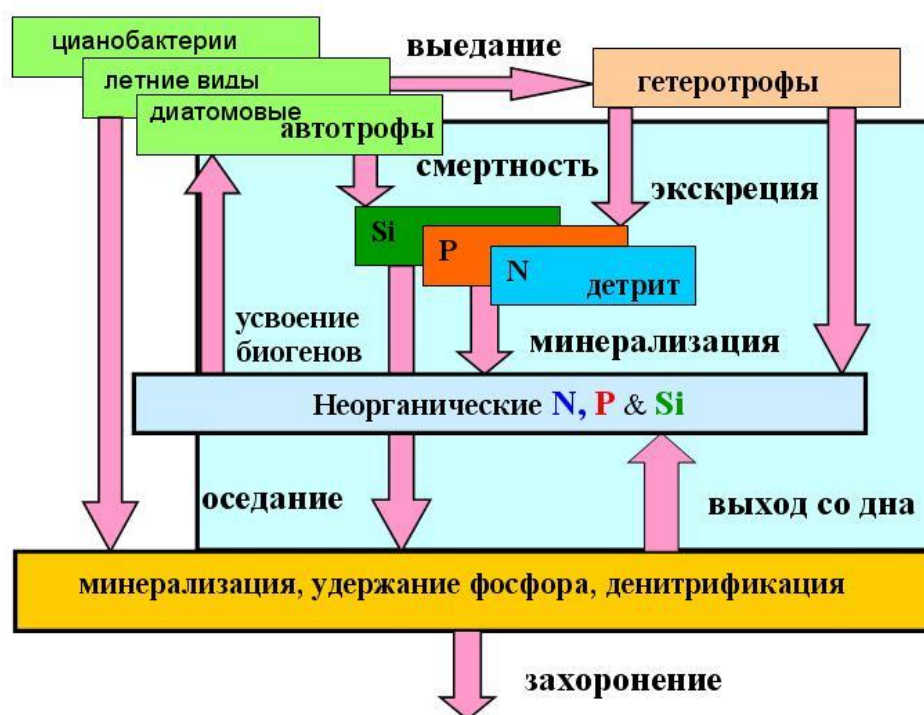 цианобактерии
летние виды
диатомовые
автотрофы
выедание
гетеротрофы
смертность
экскреция
Si
P
N
детрит
усвоение
биогенов
минерализация
Неорганические N, P & Si
оседание
выход со дна
минерализация, удержание фосфора, денитрификация
захоронение